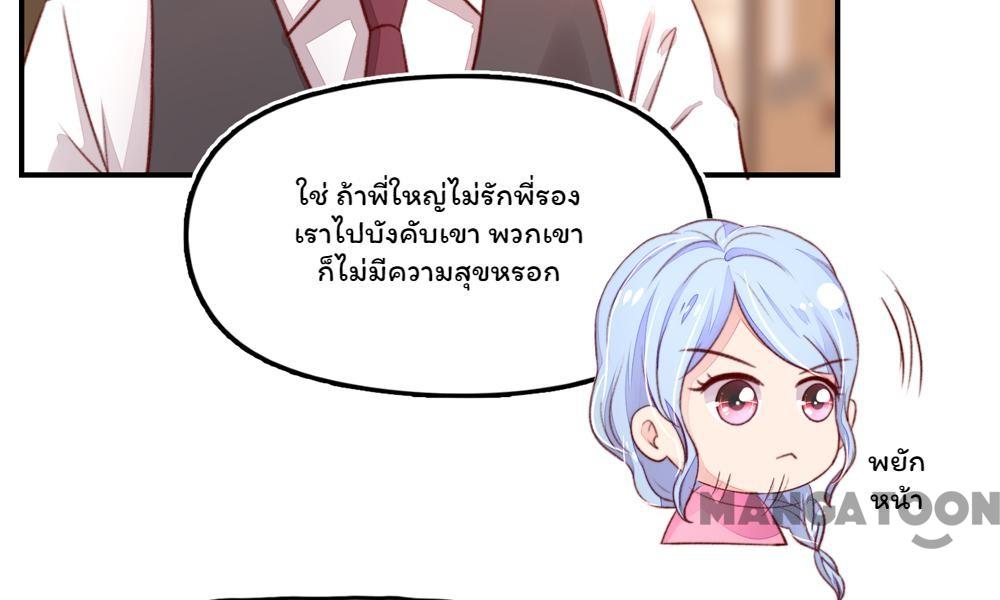 ใช่ ถ้าพี่ใหญ่ไม่รักพี่รอง
เราไปบังคับเขา พวกเขา
ก็ไม่มีความสุขหรอก
พยัก
หน้า
MANGATOON